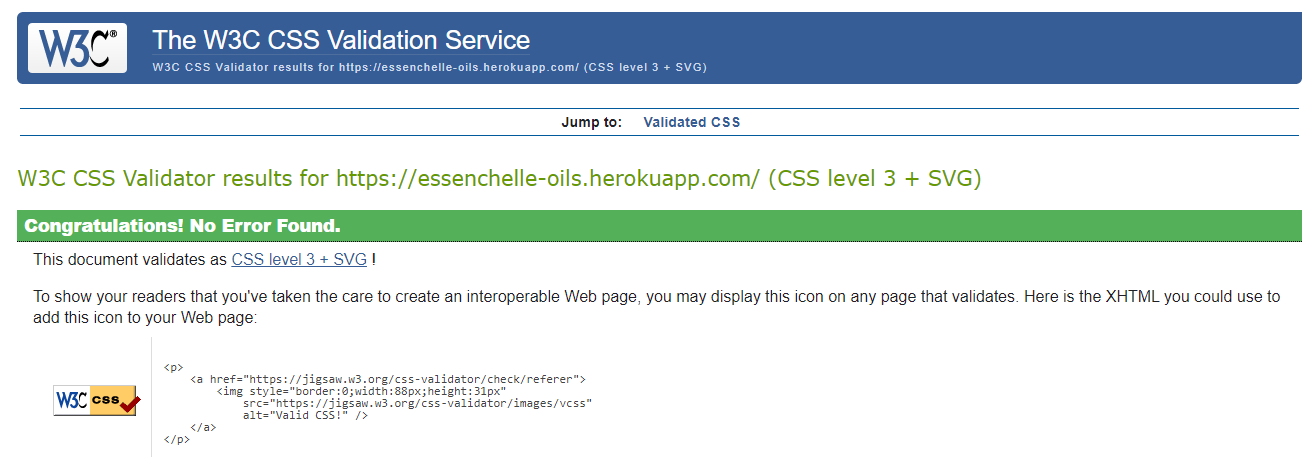 W3C®
The W3C CSS Validation Service
W3C CSS Validator results for https://essenchelle-oils.herokuapp.com/ (CSS level 3 + SVG)
Jump to: Validated CSS
W3C CSS Validator results for https://essenchelle-oils.herokuapp.com/ (CSS level 3 + SVG)
Congratulations! No Error Found.
This document validates as CSS level 3 + SVG !
To show your readers that you've taken the care to create an interoperable Web page, you may display this icon on any page that validates. Here is the XHTML you could use to
add this icon to your Web page:
W3C css
<p>
    <a href="https://jigsaw.w3.org/css-validator/check/referer">
        <img style="border:0;width:88px;height:31px"
            src="https://jigsaw.w3.org/css-validator/images/vcss"
            alt="Valid CSS!" />
    </a>
</p>